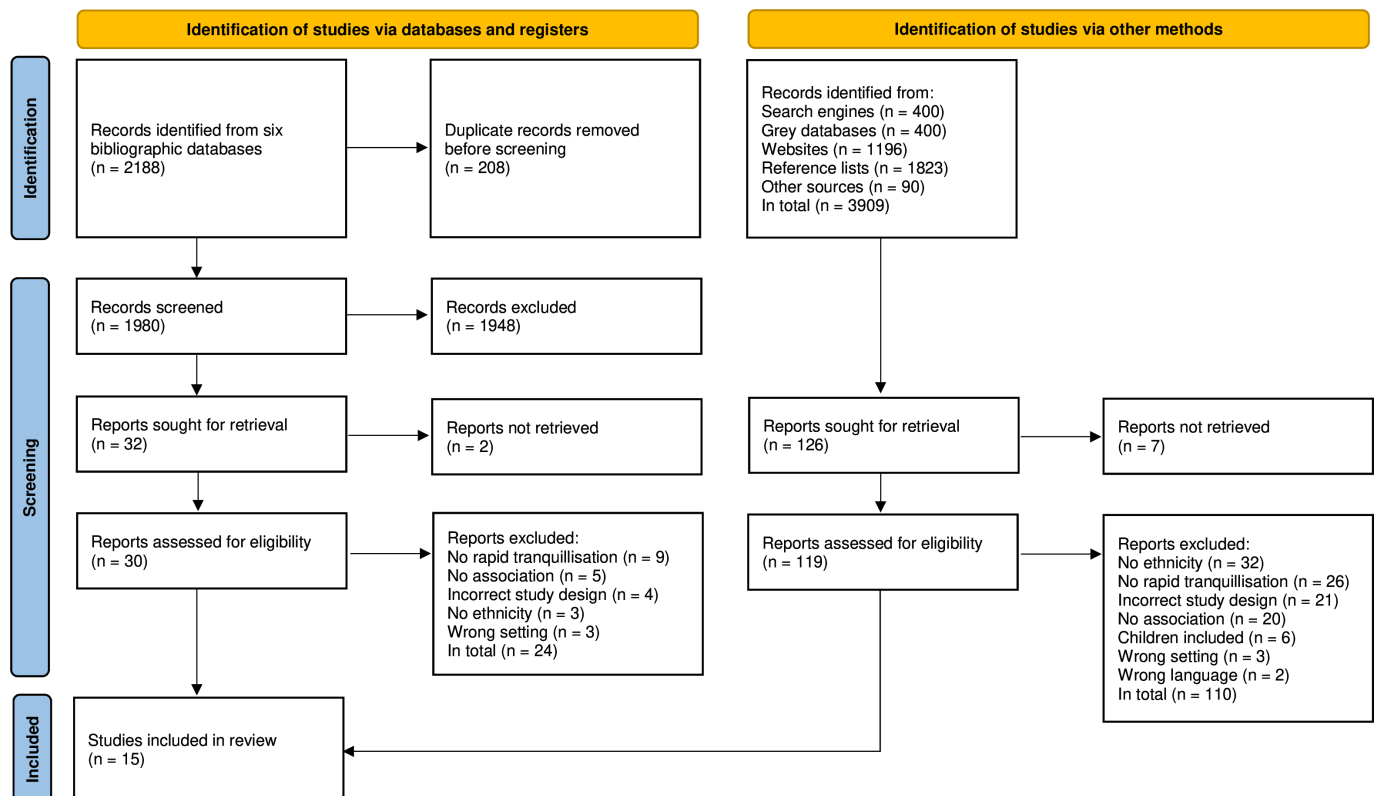 Identification of studies via databases and registers
Identification of studies via other methods
Identification
Records identified from six
bibliographic databases
(n = 2188)
Duplicate records removed
before screening
(n = 208)
Records identified from:
Search engines (n = 400)
Grey databases (n = 400)
Websites (n = 1196)
Reference lists (n = 1823)
Other sources (n = 90)
In total (n = 3909)
Screening
Records screened
(n = 1980)
Records excluded
(n = 1948)
Reports sought for retrieval
(n = 32)
Reports not retrieved
(n = 2)
Reports sought for retrieval
(n = 126)
Reports not retrieved
(n = 7)
Reports assessed for eligibility
(n = 30)
Reports excluded:
No rapid tranquillisation (n = 9)
No association (n = 5)
Incorrect study design (n = 4)
No ethnicity (n = 3)
Wrong setting (n = 3)
In total (n = 24)
Reports assessed for eligibility
(n = 119)
Reports excluded:
No ethnicity (n = 32)
No rapid tranquillisation (n = 26)
Incorrect study design (n = 21)
No association (n = 20)
Children included (n = 6)
Wrong setting (n = 3)
Wrong language (n = 2)
In total (n = 110)
Included
Studies included in review
(n = 15)